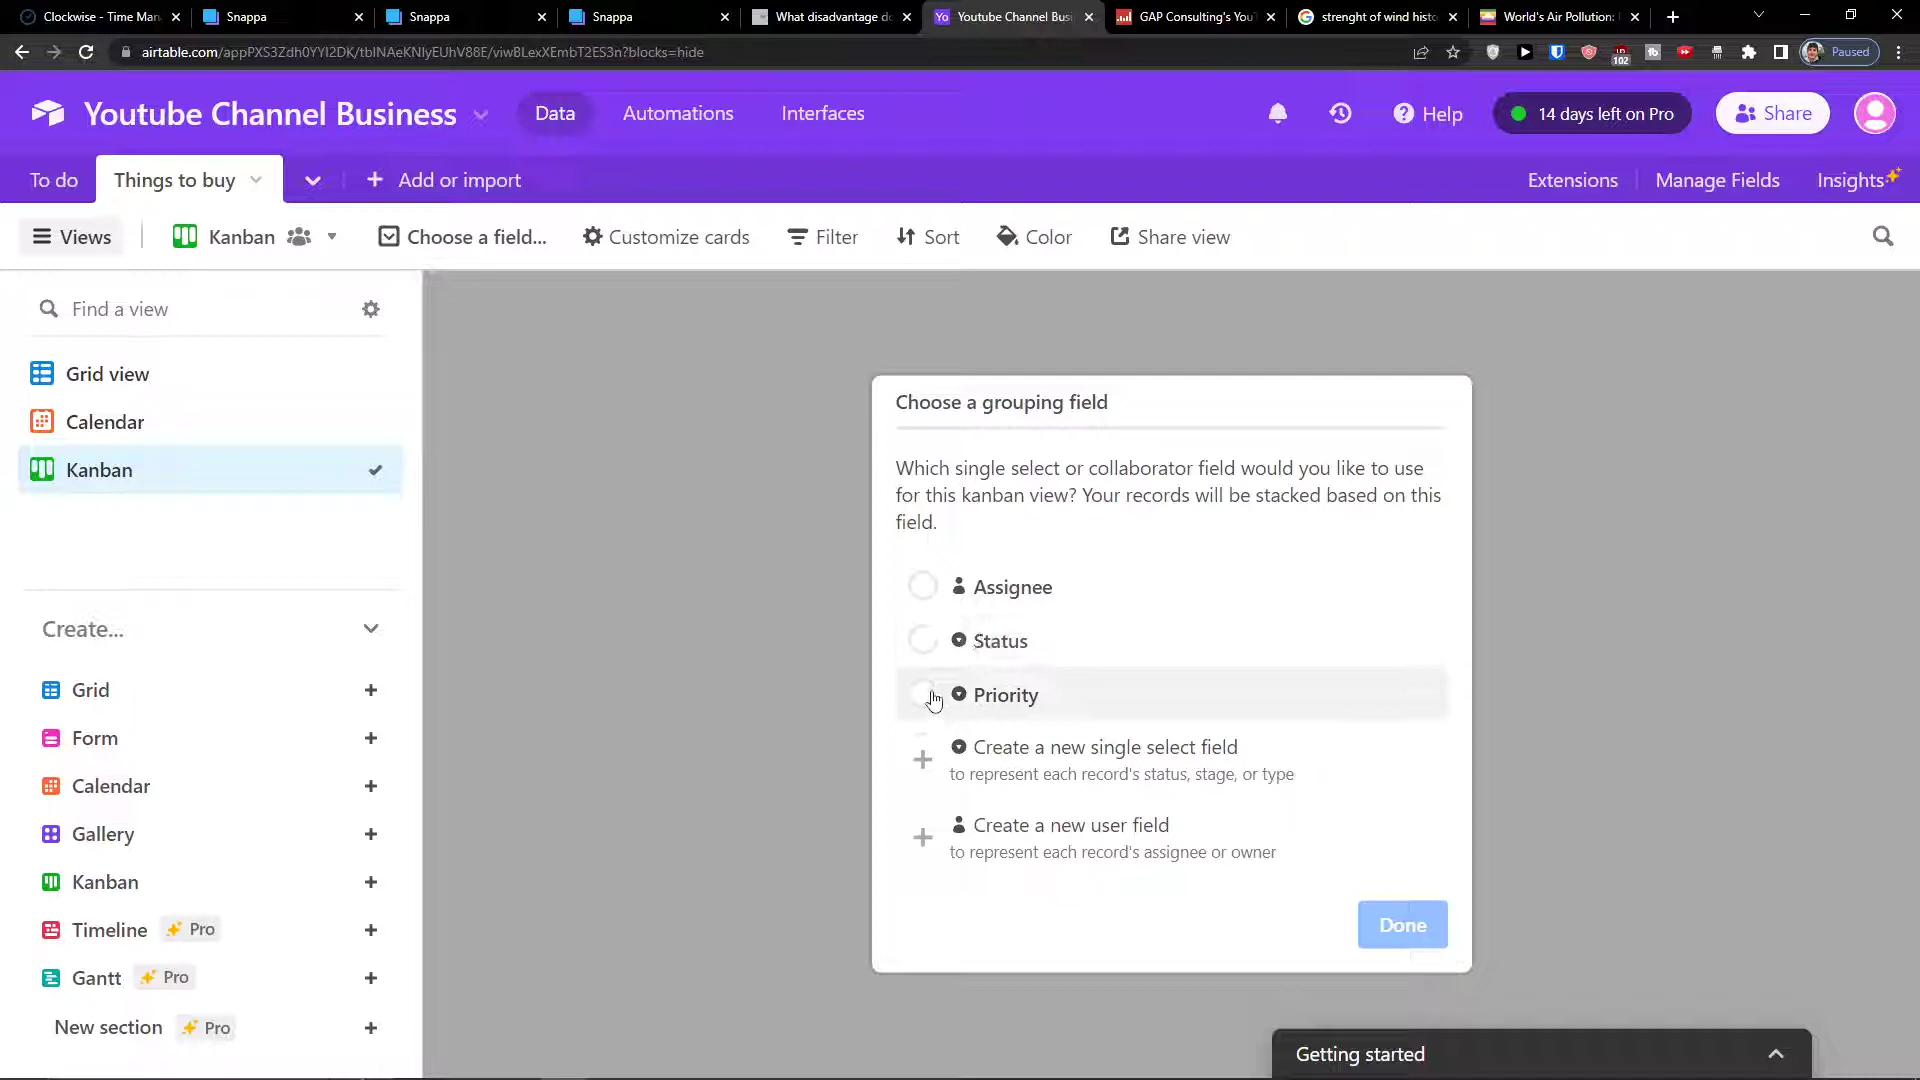 Clockwise - Time Man
Snappa
Snappa
Snappa
What disadvantage do
Yo
Youtube Channel Busi
GAP Consulting's YouT
strenght of wind histo
World's Air Pollution:
airtable.com/appPXS3Zdh0YYI2DK/tblNAeKNlyEUhV88E/viwBLexXEmbT2ES3n?blocks=hide
102
Paused
Youtube Channel Business
Data
Automations
Interfaces
Help
14 days left on Pro
Share
To do
Things to buy
Add or import
Extensions
Manage Fields
Insights
Views
Kanban
Choose a field...
Customize cards
Filter
Sort
Color
Share view
Find a view
Grid view
Calendar
Kanban
Create...
Grid
Form
Calendar
Gallery
Kanban
Timeline Pro
Gantt Pro
New section Pro
Choose a grouping field
Which single select or collaborator field would you like to use
for this kanban view? Your records will be stacked based on this
field.
Assignee
Status
Priority
Create a new single select field
to represent each record's status, stage, or type
Create a new user field
to represent each record's assignee or owner
Done
Getting started